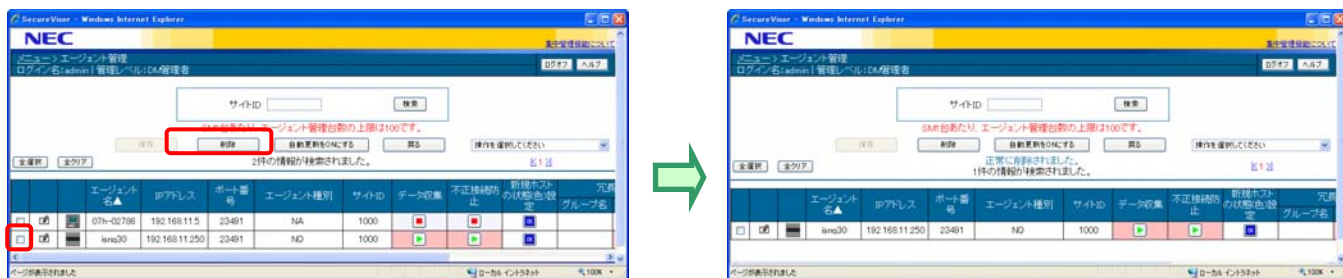 SecureVisor - Windows Internet Explorer
NEC
集中管理機能について
メニュー > エージェント管理
ログイン名:admin | 管理レベル:DM管理者
ログオフ ヘルプ
サイトID
検索
SM1台あたり、エージェント管理台数の上限は100です。
保存 削除 自動更新をONにする 戻る 操作を選択してください
全選択 全クリア 2件の情報が検索されました。 1
エージェント名▲ IPアドレス ポート番号 エージェント種別 サイトID データ収集 不正接続防止 新規ホストの状態(色)設定 冗長 グループ名
07h-02786 192.168.11.5 23491 NA 1000
isnq30 192.168.11.250 23491 NQ 1000
ページが表示されました ローカル イントラネット 100%
SecureVisor - Windows Internet Explorer
NEC
集中管理機能について
メニュー > エージェント管理
ログイン名:admin | 管理レベル:DM管理者
ログオフ ヘルプ
サイトID
検索
SM1台あたり、エージェント管理台数の上限は100です。
保存 削除 自動更新をONにする 戻る 操作を選択してください
正常に削除されました。
全選択 全クリア 1件の情報が検索されました。 1
エージェント名▲ IPアドレス ポート番号 エージェント種別 サイトID データ収集 不正接続防止 新規ホストの状態(色)設定 冗長 グループ名
isnq30 192.168.11.250 23491 NQ 1000
ページが表示されました ローカル イントラネット 100%